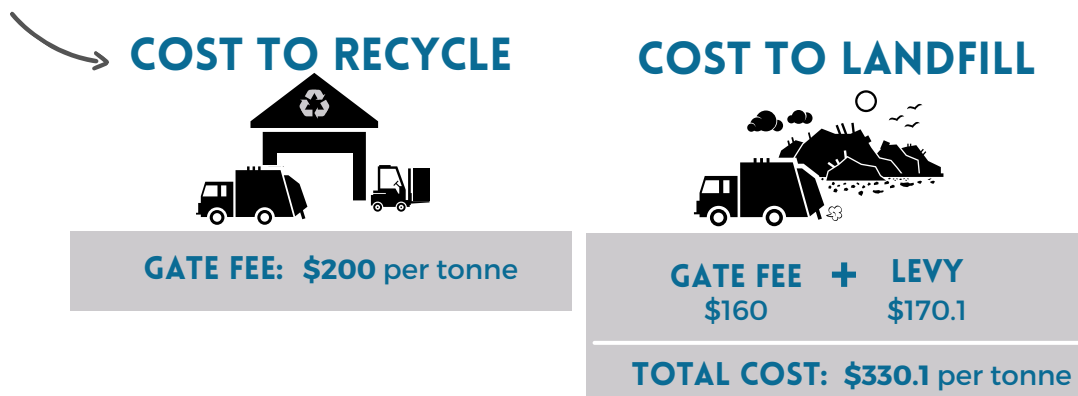 COST TO RECYCLE
GATE FEE: $200 per tonne
COST TO LANDFILL
GATE FEE + LEVY
$160 $170.1
TOTAL COST: $330.1 per tonne